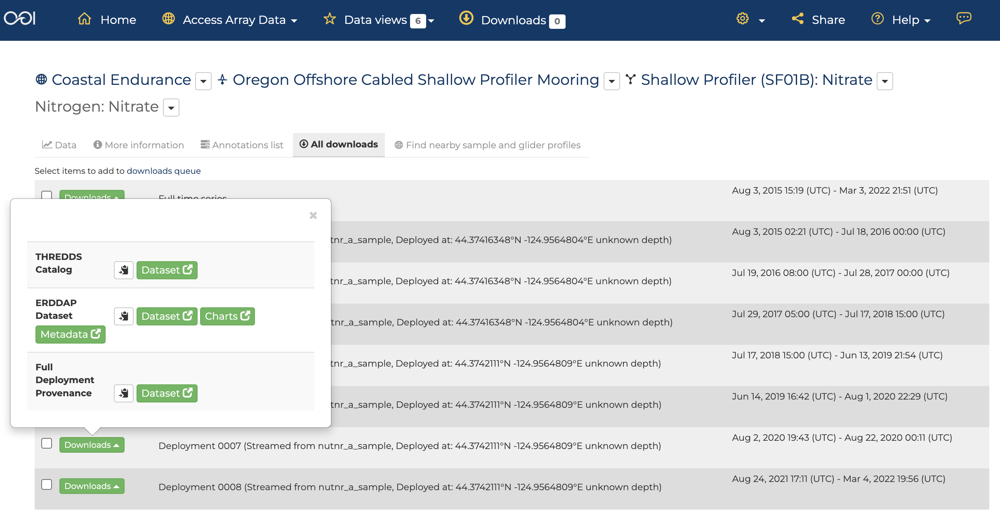 OOI Home Access Array Data Data views 6 Downloads 0 Share Help
Coastal Endurance Oregon Offshore Cabled Shallow Profiler Mooring Shallow Profiler (SF01B): Nitrate
Nitrogen: Nitrate
Data More information Annotations list All downloads Find nearby sample and glider profiles
Select items to add to downloads queue
Downloads Full time series Aug 3, 2015 15:19 (UTC) - Mar 3, 2022 21:51 (UTC)
tnr_a_sample, Deployed at: 44.37416348°N -124.9564804°E unknown depth) Aug 3, 2015 02:21 (UTC) - Jul 18, 2016 00:00 (UTC)
tnr_a_sample, Deployed at: 44.37416348°N -124.9564804°E unknown depth) Jul 19, 2016 08:00 (UTC) - Jul 28, 2017 00:00 (UTC)
tnr_a_sample, Deployed at: 44.37416348°N -124.9564804°E unknown depth) Jul 29, 2017 05:00 (UTC) - Jul 17, 2018 15:00 (UTC)
tnr_a_sample, Deployed at: 44.3742111°N -124.9564809°E unknown depth) Jul 17, 2018 15:00 (UTC) - Jun 13, 2019 21:54 (UTC)
tnr_a_sample, Deployed at: 44.3742111°N -124.9564809°E unknown depth) Jun 14, 2019 16:42 (UTC) - Aug 1, 2020 22:29 (UTC)
THREDDS
Catalog Dataset
ERDDAP
Dataset Dataset Charts
Metadata
Full
Deployment
Provenance Dataset
Downloads Deployment 0007 (Streamed from nutnr_a_sample, Deployed at: 44.3742111°N -124.9564809°E unknown depth) Aug 2, 2020 19:43 (UTC) - Aug 22, 2020 00:11 (UTC)
Downloads Deployment 0008 (Streamed from nutnr_a_sample, Deployed at: 44.3742111°N -124.9564809°E unknown depth) Aug 24, 2021 17:11 (UTC) - Mar 4, 2022 19:56 (UTC)